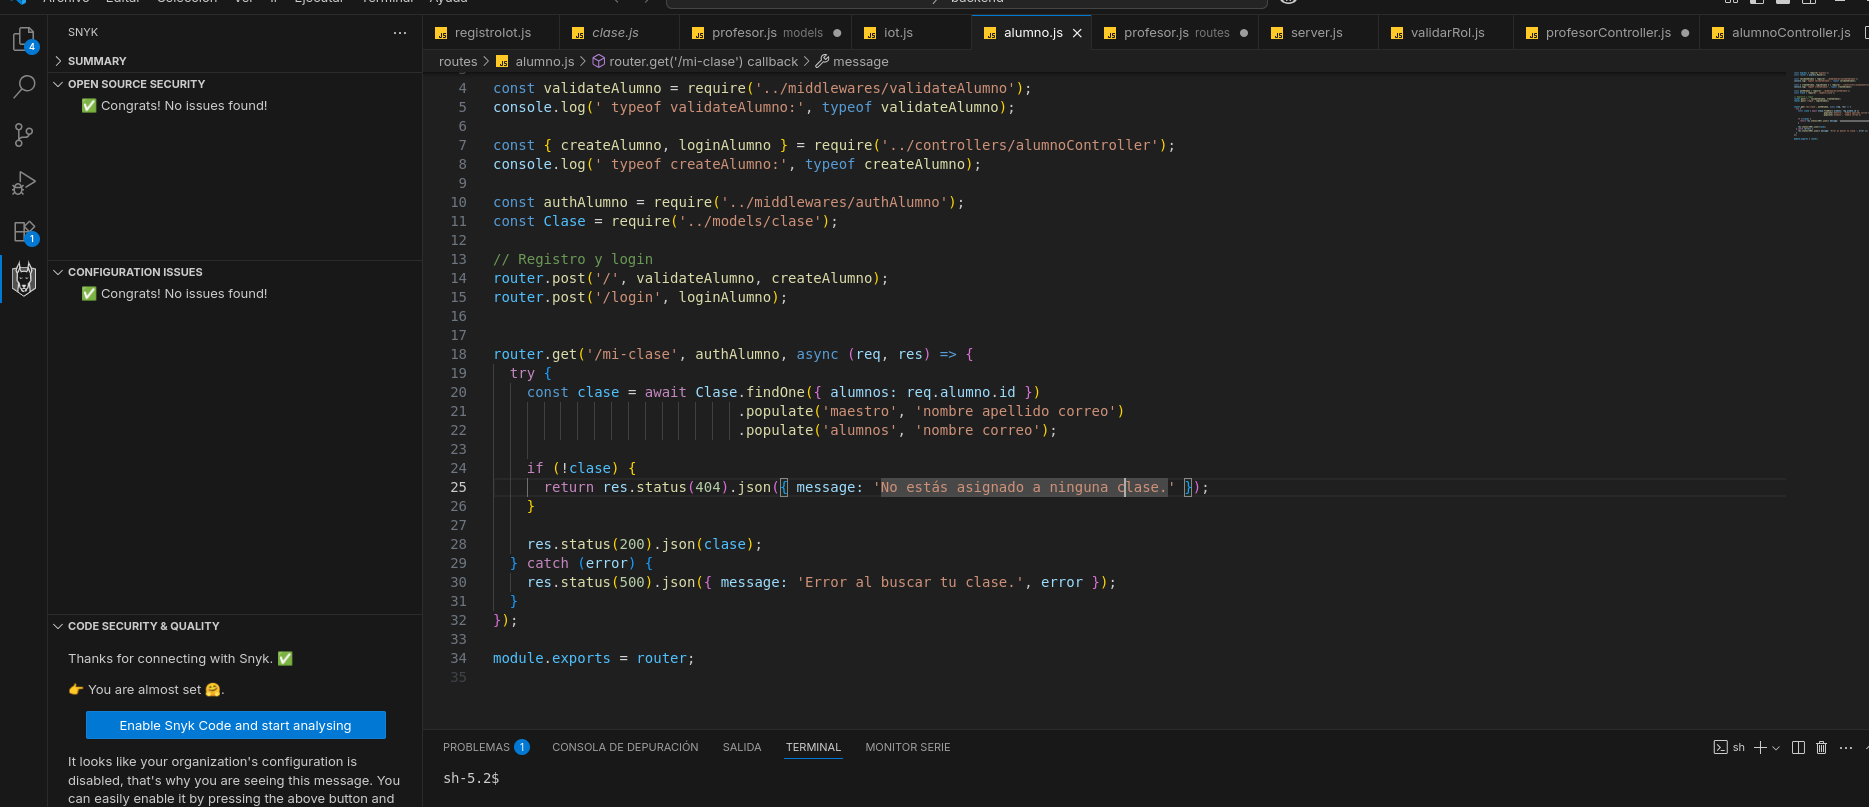 Archivo Editar Selección Ver Ir Ejecutar Terminal Ayuda
backend
SNYK
registroIot.js
clase.js
profesor.js models
iot.js
alumno.js
profesor.js routes
server.js
validarRol.js
profesorController.js
alumnoController.js
routes > alumno.js > router.get('/mi-clase') callback > message
4
SUMMARY
OPEN SOURCE SECURITY
✅ Congrats! No issues found!
1
CONFIGURATION ISSUES
✅ Congrats! No issues found!
CODE SECURITY & QUALITY
Thanks for connecting with Snyk. ✅
👉 You are almost set 🤗.
Enable Snyk Code and start analysing
It looks like your organization's configuration is
disabled, that's why you are seeing this message. You
can easily enable it by pressing the above button and
4 const validateAlumno = require('../middlewares/validateAlumno');
5 console.log(' typeof validateAlumno:', typeof validateAlumno);
6
7 const { createAlumno, loginAlumno } = require('../controllers/alumnoController');
8 console.log(' typeof createAlumno:', typeof createAlumno);
9
10 const authAlumno = require('../middlewares/authAlumno');
11 const Clase = require('../models/clase');
12
13 // Registro y login
14 router.post('/', validateAlumno, createAlumno);
15 router.post('/login', loginAlumno);
16
17
18 router.get('/mi-clase', authAlumno, async (req, res) => {
19 try {
20 const clase = await Clase.findOne({ alumnos: req.alumno.id })
21 .populate('maestro', 'nombre apellido correo')
22 .populate('alumnos', 'nombre correo');
23
24 if (!clase) {
25 return res.status(404).json({ message: 'No estás asignado a ninguna clase.' });
26 }
27
28 res.status(200).json(clase);
29 } catch (error) {
30 res.status(500).json({ message: 'Error al buscar tu clase.', error });
31 }
32 });
33
34 module.exports = router;
35
PROBLEMAS 1 CONSOLA DE DEPURACIÓN SALIDA TERMINAL MONITOR SERIE
sh
sh-5.2$